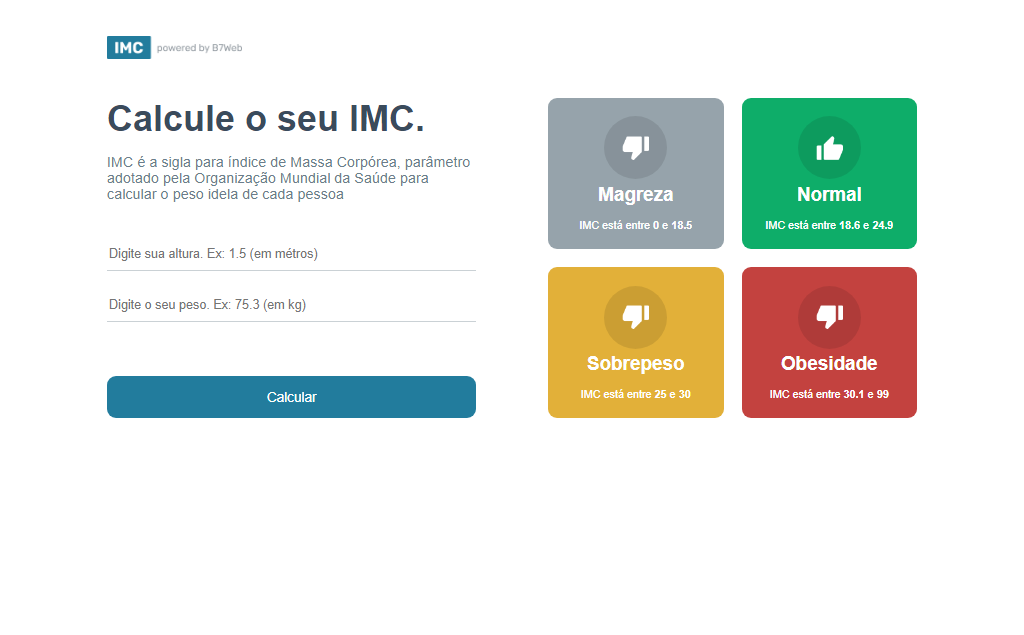 IMC powered by B7Web
Calcule o seu IMC.
IMC é a sigla para índice de Massa Corpórea, parâmetro
adotado pela Organização Mundial da Saúde para
calcular o peso idela de cada pessoa
Digite sua altura. Ex: 1.5 (em métros)
Digite o seu peso. Ex: 75.3 (em kg)
Calcular
Magreza
IMC está entre 0 e 18.5
Normal
IMC está entre 18.6 e 24.9
Sobrepeso
IMC está entre 25 e 30
Obesidade
IMC está entre 30.1 e 99